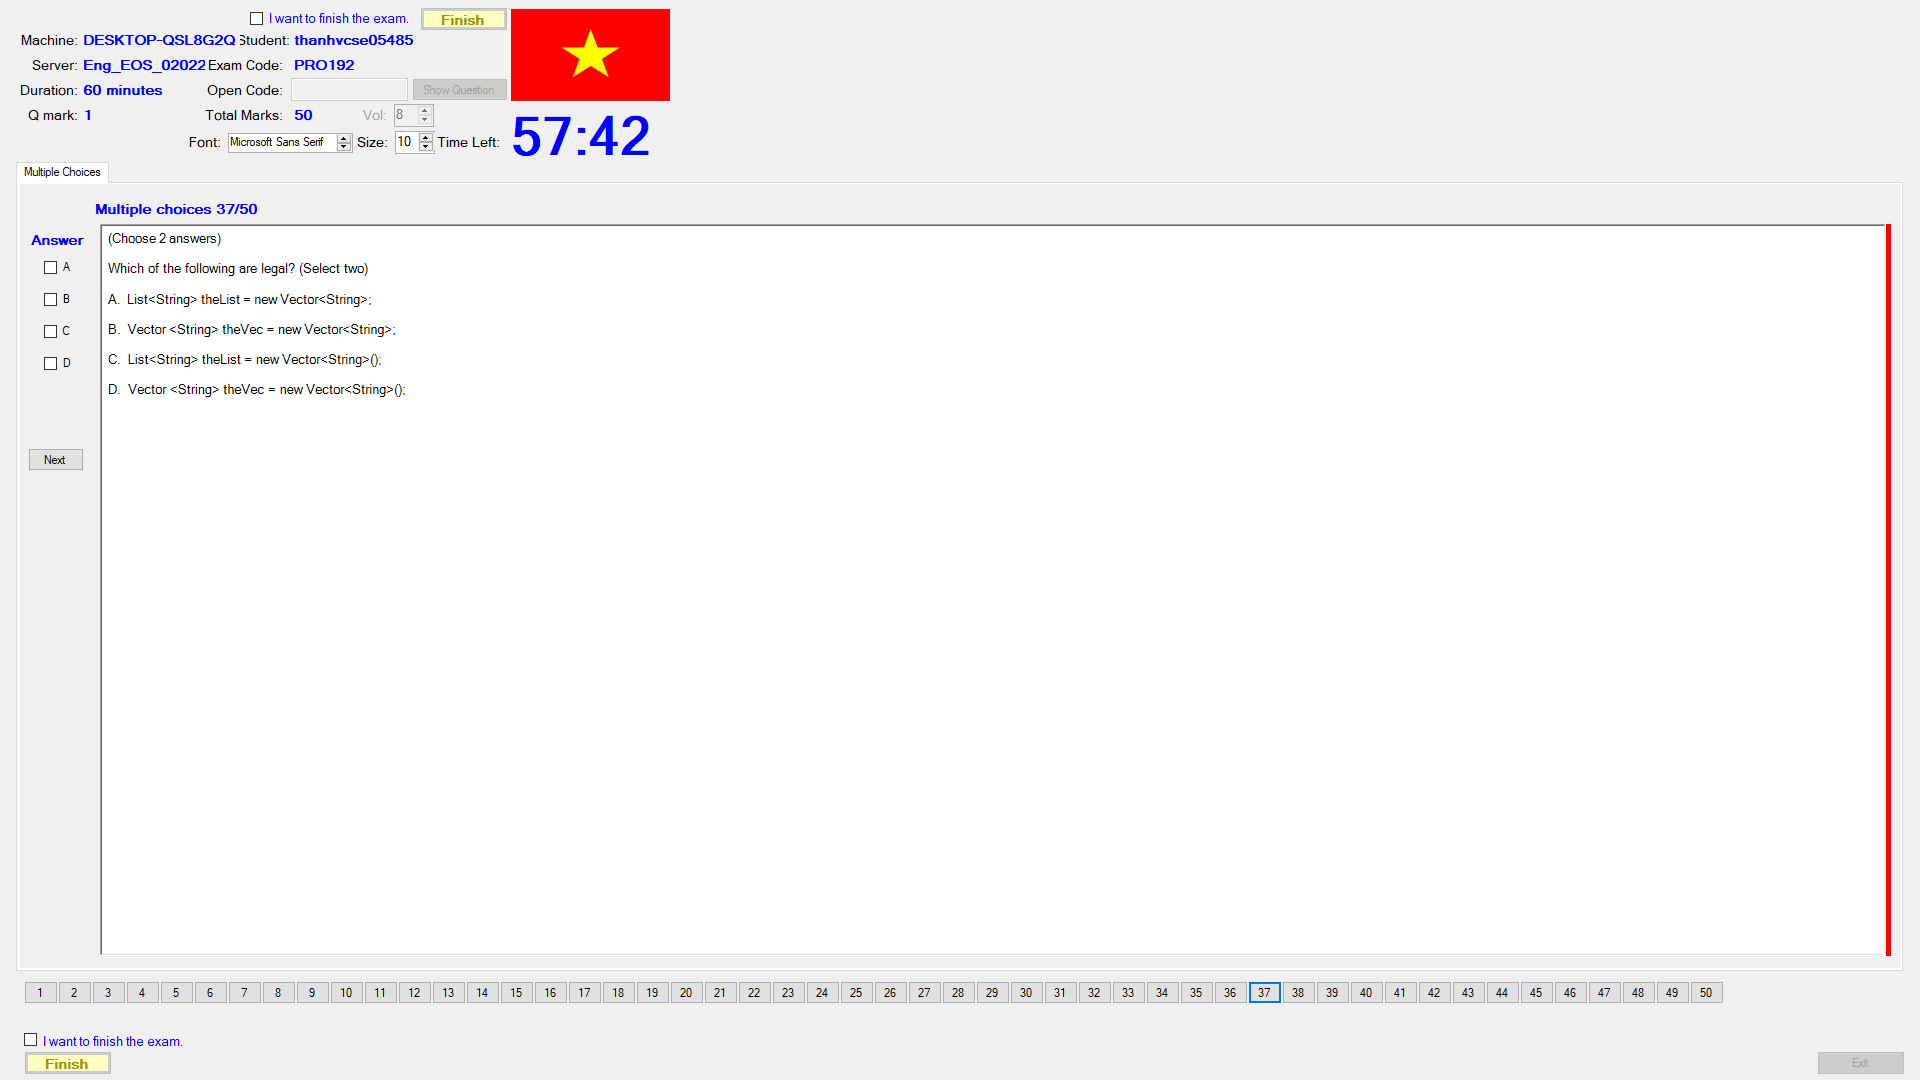 I want to finish the exam.
Finish
Machine: DESKTOP-QSL8G2Q Student: thanhvcse05485
Server: Eng_EOS_02022 Exam Code: PRO192
Duration: 60 minutes Open Code: Show Question
Q mark: 1 Total Marks: 50 Vol: 8
Font: Microsoft Sans Serif Size: 10 Time Left: 57:42
Multiple Choices
Multiple choices 37/50
Answer
A
B
C
D
Next
(Choose 2 answers)
Which of the following are legal? (Select two)
A. List<String> theList = new Vector<String>;
B. Vector <String> theVec = new Vector<String>;
C. List<String> theList = new Vector<String>();
D. Vector <String> theVec = new Vector<String>();
1 2 3 4 5 6 7 8 9 10 11 12 13 14 15 16 17 18 19 20 21 22 23 24 25 26 27 28 29 30 31 32 33 34 35 36 37 38 39 40 41 42 43 44 45 46 47 48 49 50
I want to finish the exam.
Finish
Exit